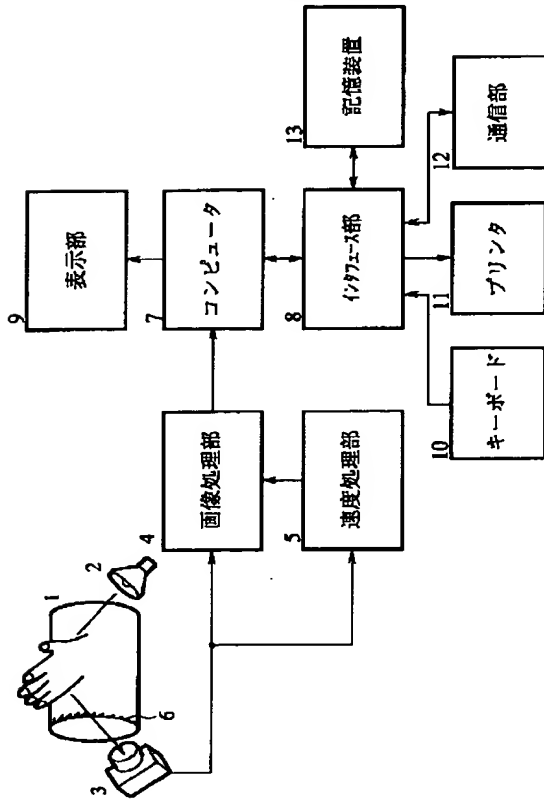 1
2
3
6
4
画像処理部
5
速度処理部
9
表示部
7
コンピュータ
8
インタフェース部
13
記憶装置
10
キーボード
11
プリンタ
12
通信部